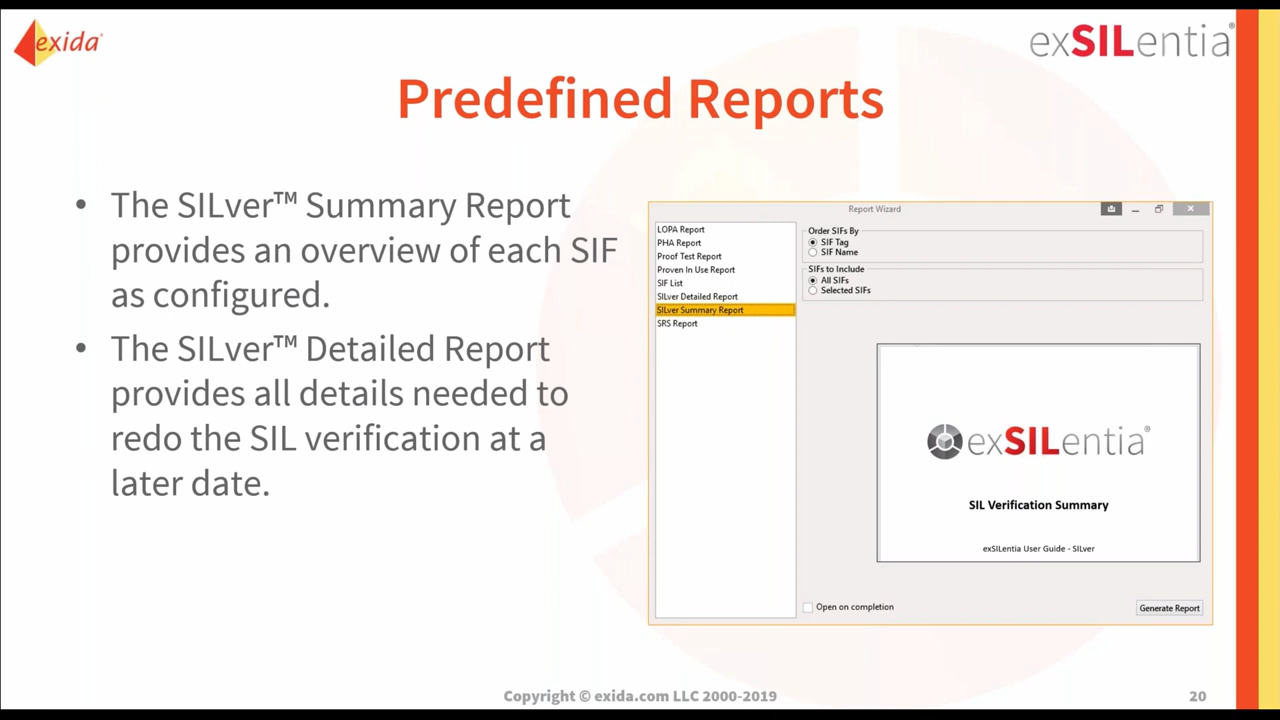 exida®
exSILentia®
Predefined Reports
• The SILver™ Summary Report
provides an overview of each SIF
as configured.
• The SILver™ Detailed Report
provides all details needed to
redo the SIL verification at a
later date.
Report Wizard
LOPA Report
PHA Report
Proof Test Report
Proven In Use Report
SIF List
SILver Detailed Report
SILver Summary Report
SRS Report
Order SIFs By
SIF Tag
SIF Name
SIFs to Include
All SIFs
Selected SIFs
exSILentia®
SIL Verification Summary
exSILentia User Guide - SILver
Open on completion
Generate Report
Copyright © exida.com LLC 2000-2019
20